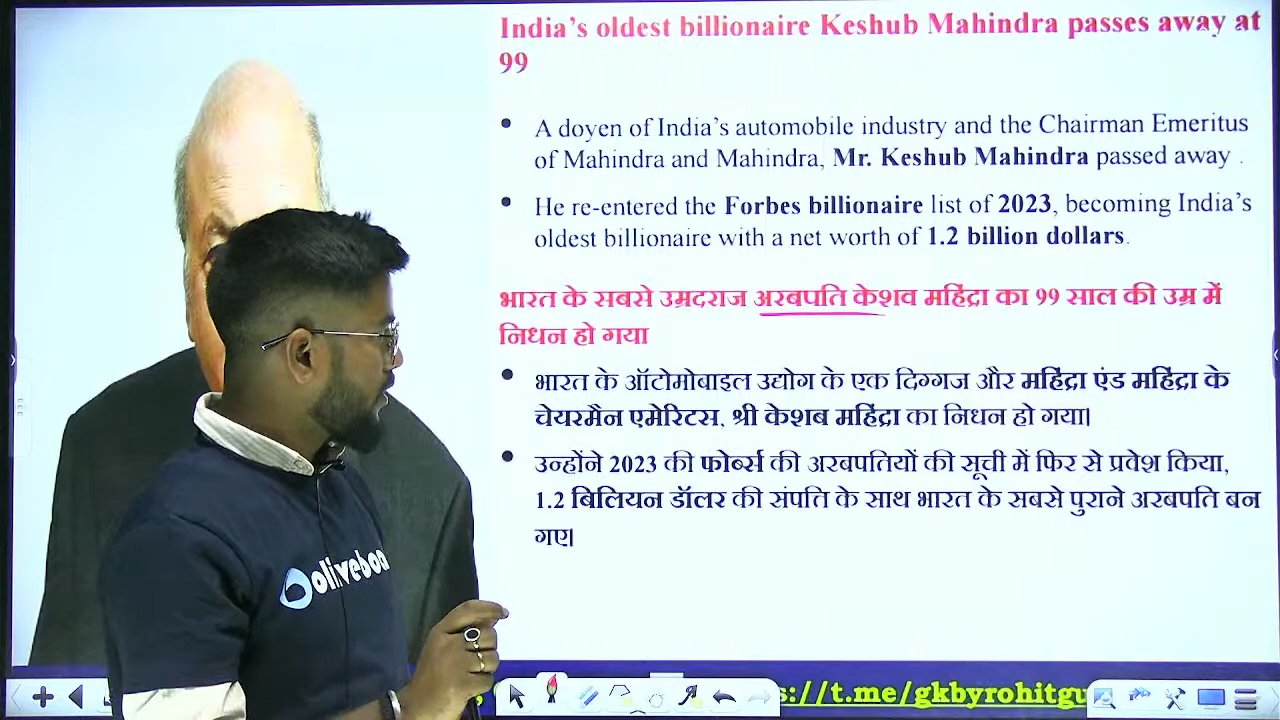 India's oldest billionaire Keshub Mahindra passes away at
99
• A doyen of India's automobile industry and the Chairman Emeritus
of Mahindra and Mahindra, Mr. Keshub Mahindra passed away .
• He re-entered the Forbes billionaire list of 2023, becoming India's
oldest billionaire with a net worth of 1.2 billion dollars.
भारत के सबसे उम्रदराज अरबपति केशव महिंद्रा का 99 साल की उम्र में
निधन हो गया
• भारत के ऑटोमोबाइल उद्योग के एक दिग्गज और महिंद्रा एंड महिंद्रा के
चेयरमैन एमेरिटस, श्री केशब महिंद्रा का निधन हो गया।
• उन्होंने 2023 की फोर्ब्स की अरबपतियों की सूची में फिर से प्रवेश किया,
1.2 बिलियन डॉलर की संपत्ति के साथ भारत के सबसे पुराने अरबपति बन
गए।
oliveboa
s://t.me/gkbyrohitgu